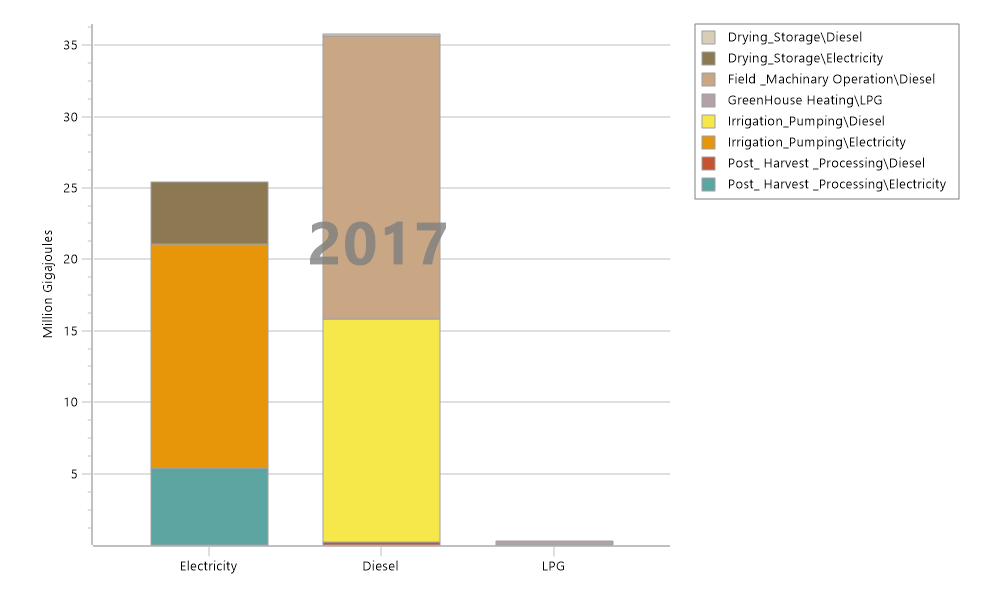 Drying_Storage\Diesel
Drying_Storage\Electricity
Field _Machinary Operation\Diesel
GreenHouse Heating\LPG
Irrigation_Pumping\Diesel
Irrigation_Pumping\Electricity
Post_ Harvest _Processing\Diesel
Post_ Harvest _Processing\Electricity
35
30
25
20
15
10
5
Million Gigajoules
2017
Electricity Diesel LPG